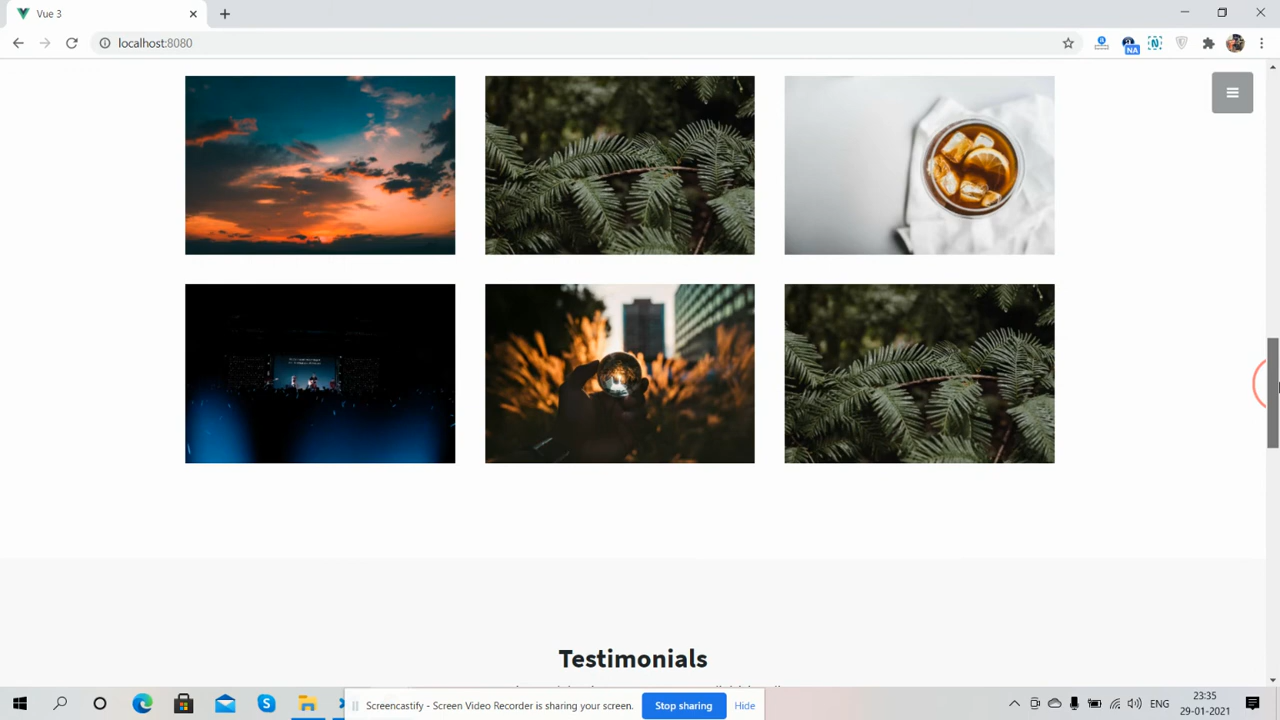 Vue 3
localhost:8080
NA
N
Testimonials
Screencastify - Screen Video Recorder is sharing your screen.
Stop sharing
Hide
ENG
23:35
29-01-2021